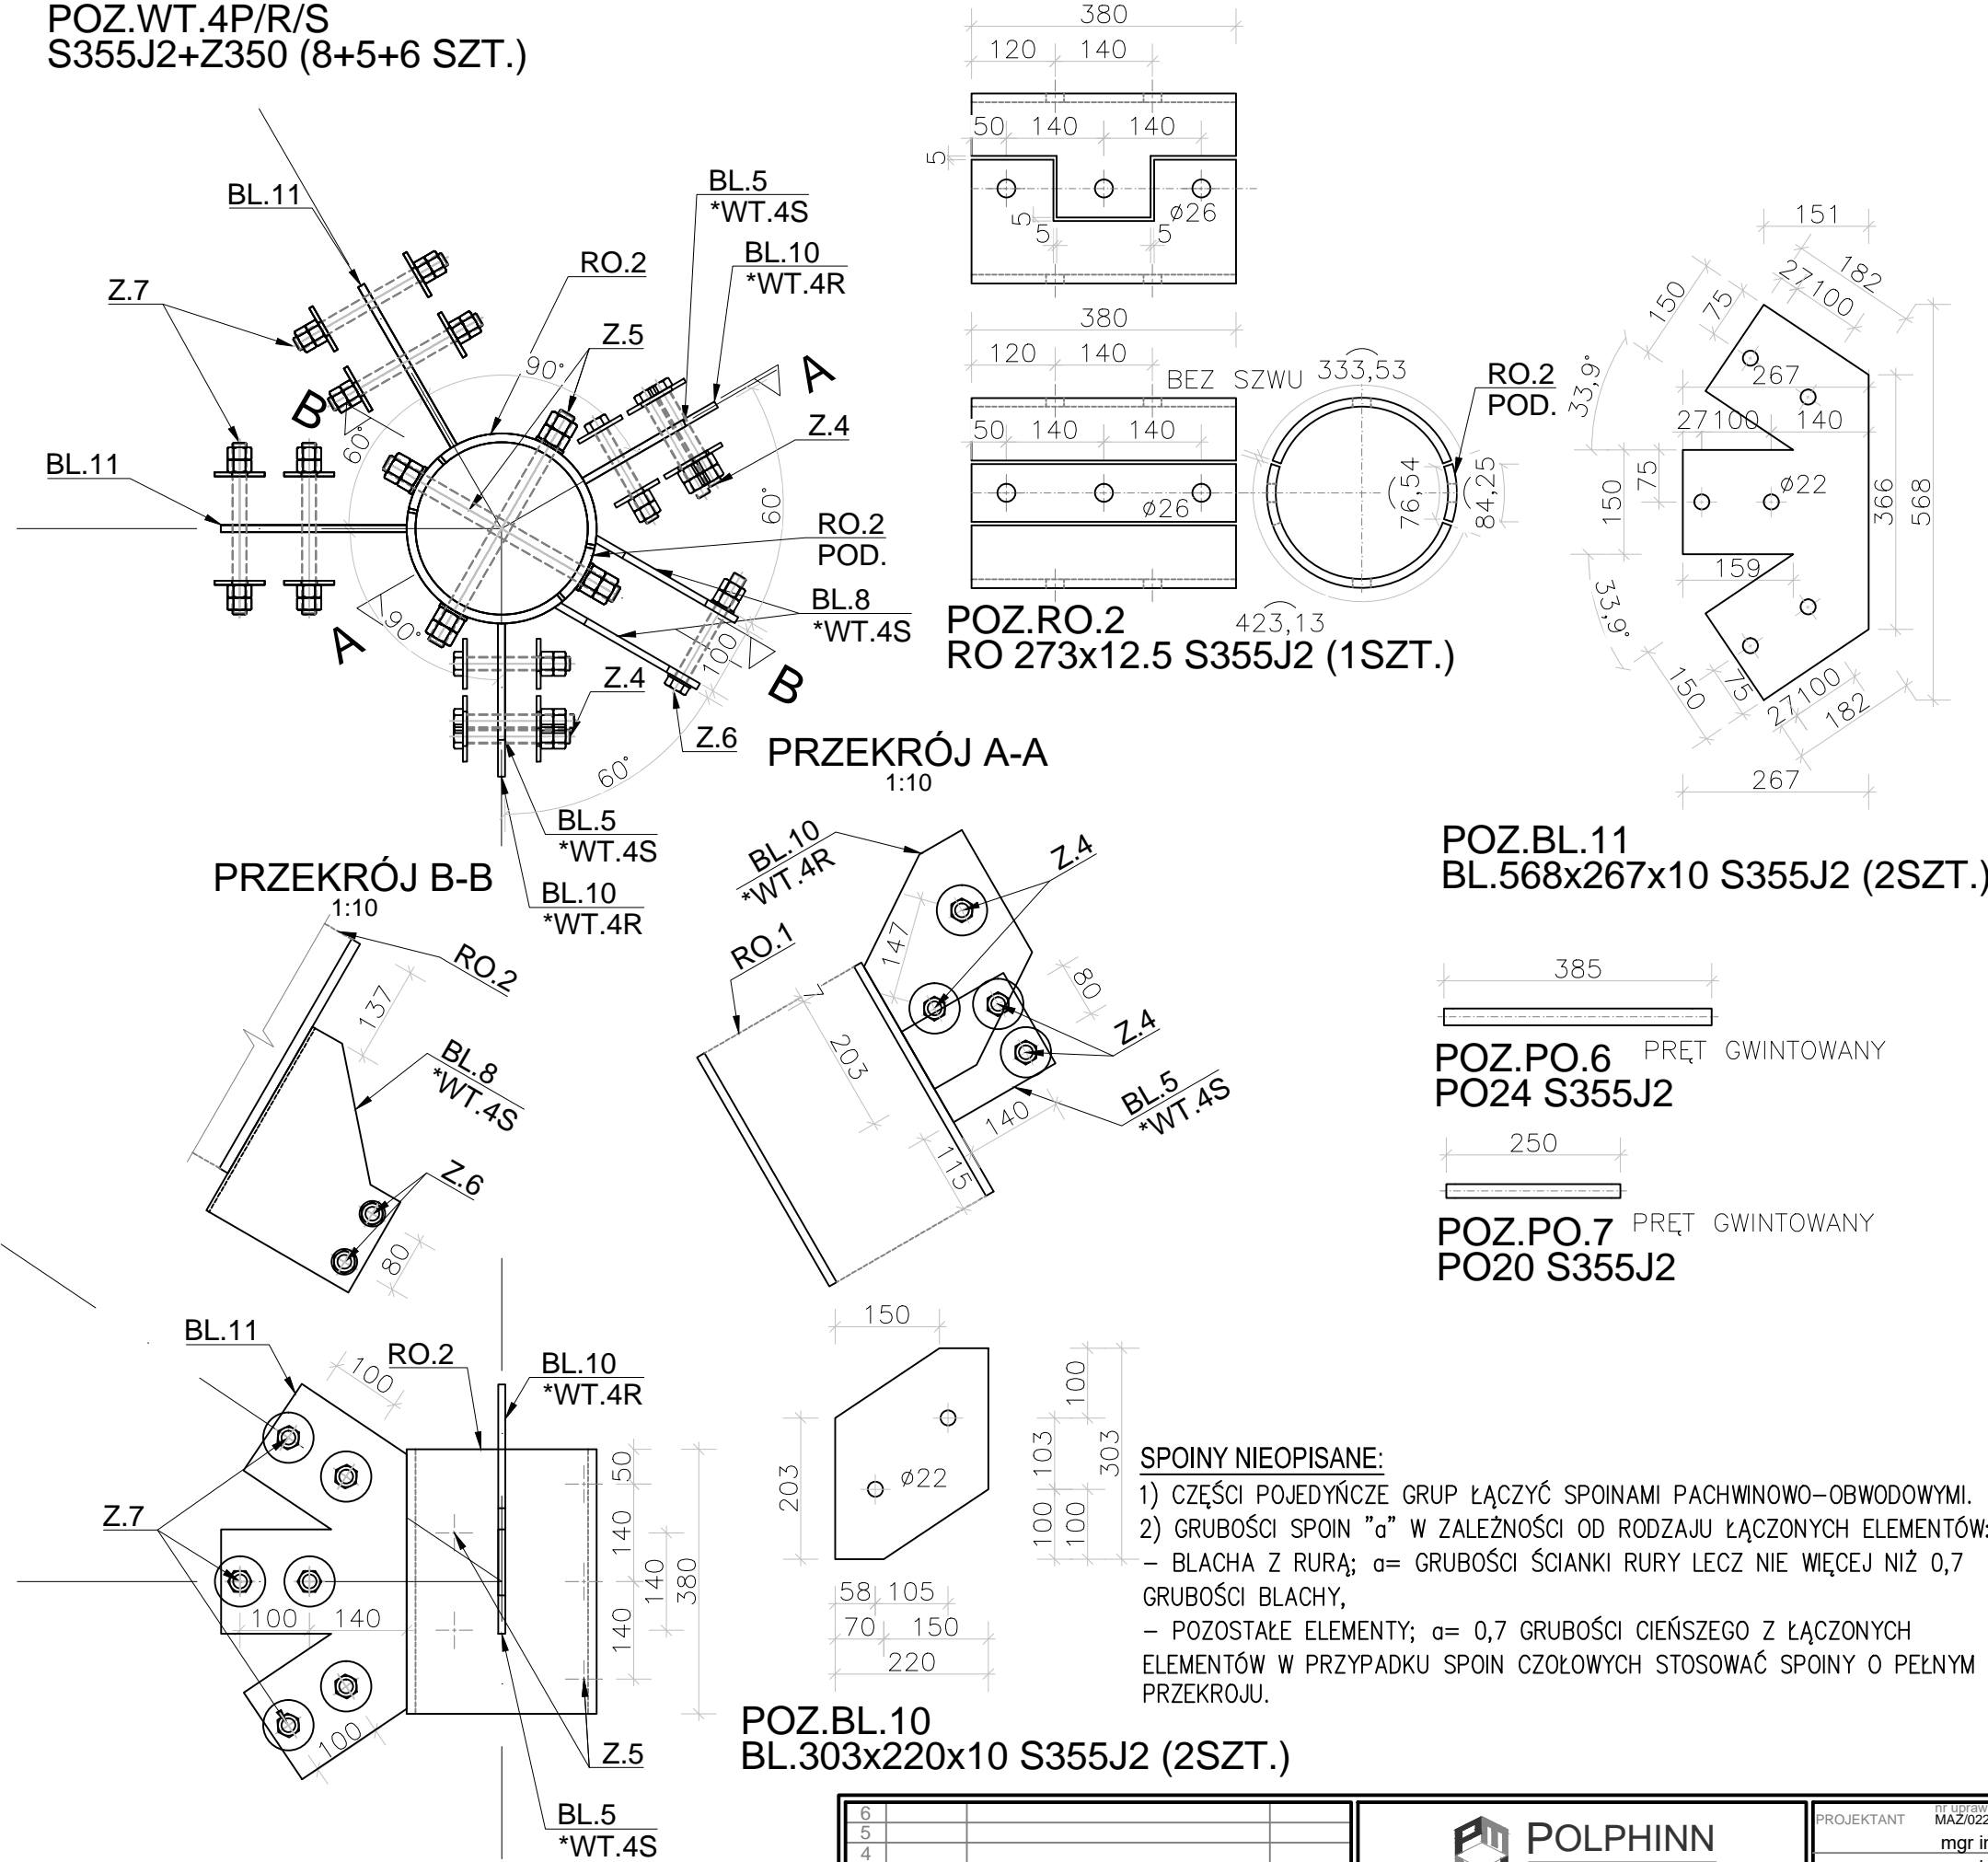 POZ.WT.4P/R/S
S355J2+Z350 (8+5+6 SZT.)
BL.11
BL.5
*WT.4S
BL.10
*WT.4R
RO.2
Z.7
Z.5
90°
A
B
Z.4
60°
60°
BL.11
RO.2
POD.
BL.8
*WT.4S
A
90°
100
B
Z.4
Z.6
60°
BL.5
*WT.4S
BL.10
*WT.4R
380
120
140
50
140
140
5
5
5
5
ø26
380
120
140
BEZ SZWU
333,53
RO.2
POD.
50
140
140
ø26
76,54
84,25
423,13
POZ.RO.2
RO 273x12.5 S355J2 (1SZT.)
151
182
27
100
150
75
33,9°
267
27
100
140
150
75
ø22
366
568
159
33,9°
150
75
27
100
182
267
POZ.BL.11
BL.568x267x10 S355J2 (2SZT.)
PRZEKRÓJ A-A
1:10
BL.10
*WT.4R
Z.4
147
RO.1
80
203
Z.4
BL.5
*WT.4S
140
115
PRZEKRÓJ B-B
1:10
RO.2
137
BL.8
*WT.4S
Z.6
80
385
POZ.PO.6
PRĘT GWINTOWANY
PO24 S355J2
250
POZ.PO.7
PRĘT GWINTOWANY
PO20 S355J2
BL.11
RO.2
100
BL.10
*WT.4R
Z.7
50
140
140
140
380
100
140
100
Z.5
BL.5
*WT.4S
150
203
ø22
100
103
100
100
303
58
105
70
150
220
POZ.BL.10
BL.303x220x10 S355J2 (2SZT.)
SPOINY NIEOPISANE:
1) CZĘŚCI POJEDYŃCZE GRUP ŁĄCZYĆ SPOINAMI PACHWINOWO-OBWODOWYMI.
2) GRUBOŚCI SPOIN "a" W ZALEŻNOŚCI OD RODZAJU ŁĄCZONYCH ELEMENTÓW:
- BLACHA Z RURĄ; a= GRUBOŚCI ŚCIANKI RURY LECZ NIE WIĘCEJ NIŻ 0,7
GRUBOŚCI BLACHY,
- POZOSTAŁE ELEMENTY; a= 0,7 GRUBOŚCI CIEŃSZEGO Z ŁĄCZONYCH
ELEMENTÓW W PRZYPADKU SPOIN CZOŁOWYCH STOSOWAĆ SPOINY O PEŁNYM
PRZEKROJU.
6
5
4
POLPHINN
PROJEKTANT
nr upraw
MAZ/022
mgr in